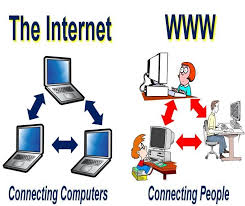 The Internet
WWW
Connecting Computers
Connecting People